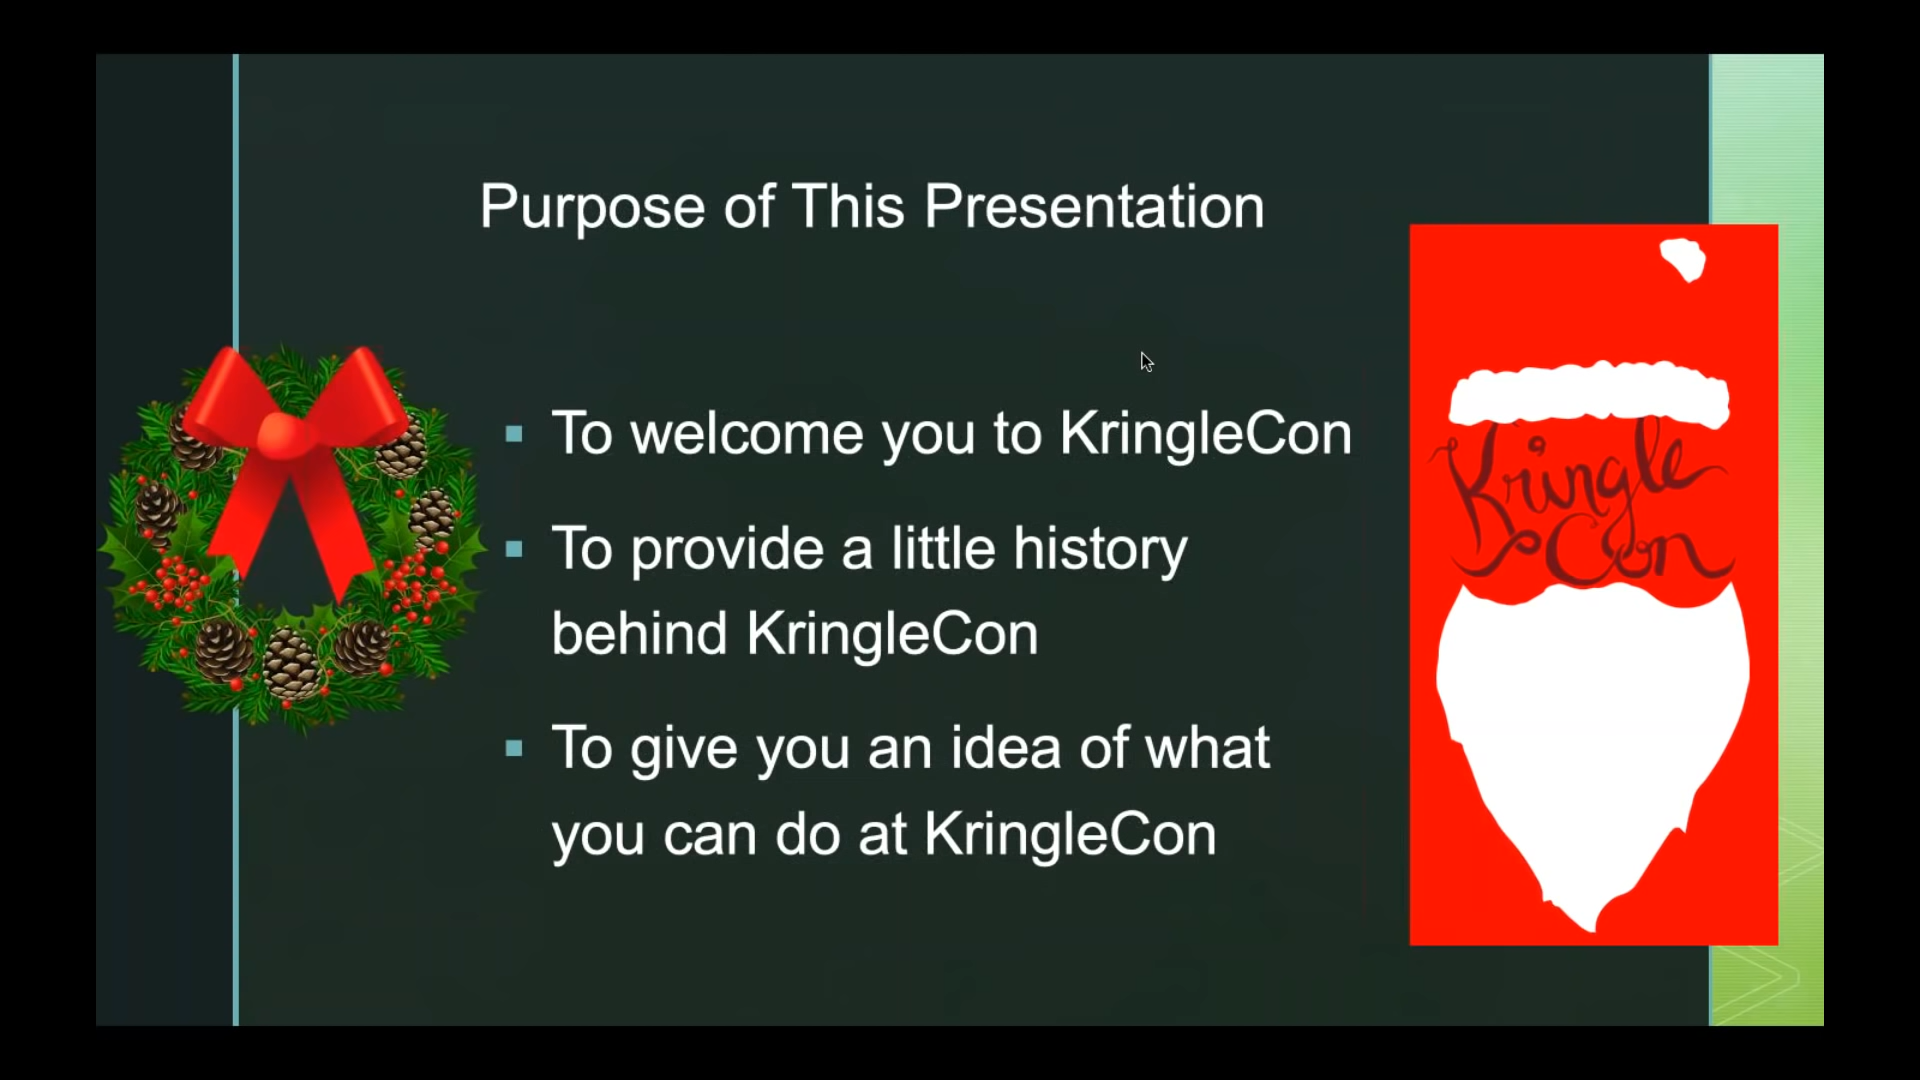 Purpose of This Presentation
▪ To welcome you to KringleCon
▪ To provide a little history
behind KringleCon
▪ To give you an idea of what
you can do at KringleCon
Kringle
Con